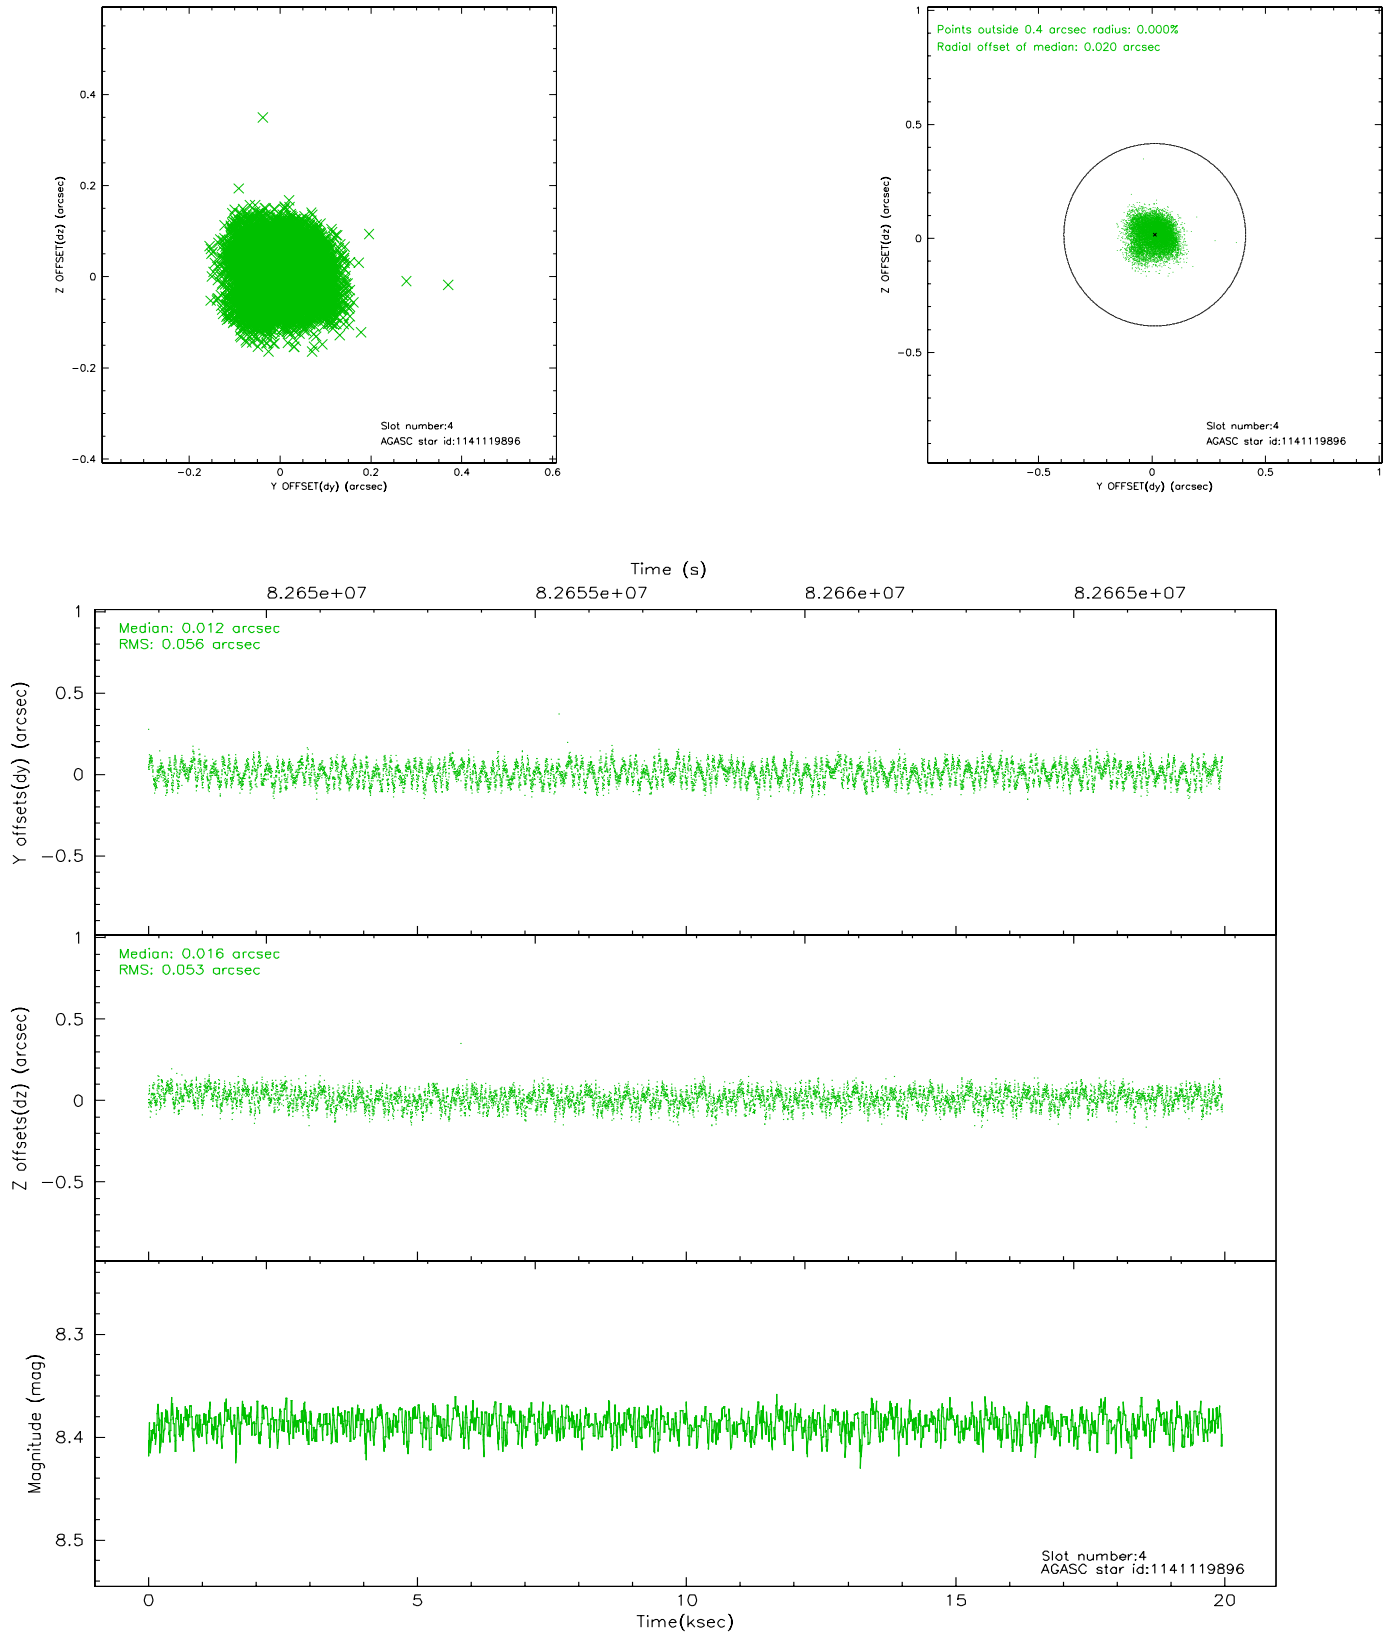 0.4
0.2
0
−0.2
−0.4
Z OFFSET(dz) (arcsec)
Slot number:4
AGASC star id:1141119896
−0.2 0 0.2 0.4 0.6
Y OFFSET(dy) (arcsec)
1
0.5
0
−0.5
Z OFFSET(dz) (arcsec)
Points outside 0.4 arcsec radius: 0.000%
Radial offset of median: 0.020 arcsec
Slot number:4
AGASC star id:1141119896
−0.5 0 0.5 1
Y OFFSET(dy) (arcsec)
Time (s)
8.265e+07 8.2655e+07 8.266e+07 8.2665e+07
1
0.5
0
−0.5
Y offsets(dy) (arcsec)
Median: 0.012 arcsec
RMS: 0.056 arcsec
1
0.5
0
−0.5
Z offsets(dz) (arcsec)
Median: 0.016 arcsec
RMS: 0.053 arcsec
8.3
8.4
8.5
Magnitude (mag)
Slot number:4
AGASC star id:1141119896
0 5 10 15 20
Time(ksec)